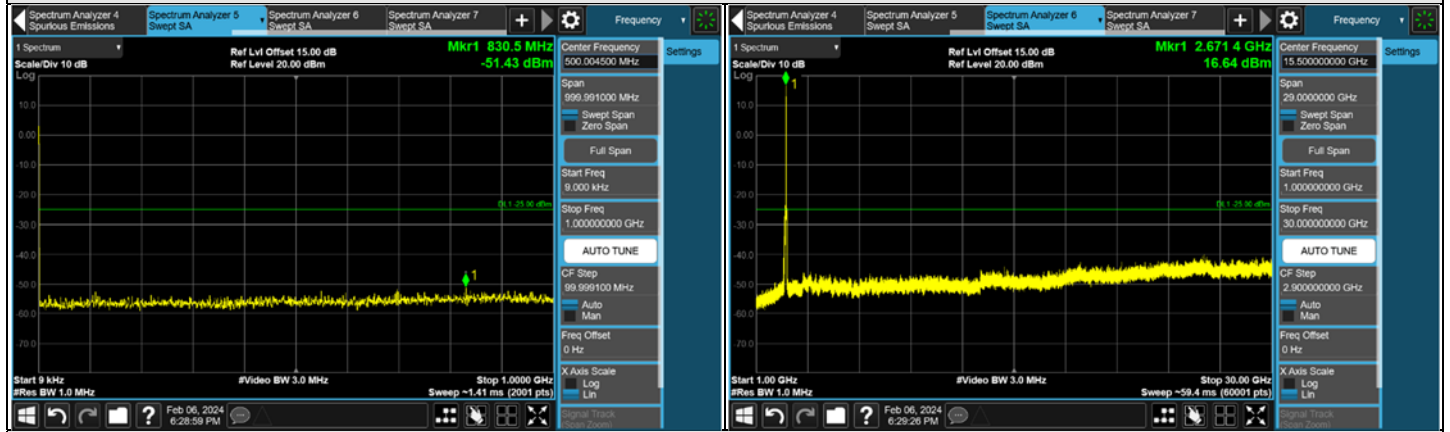 Spectrum Analyzer 4
Spurious Emissions
Spectrum Analyzer 5
Swept SA
Spectrum Analyzer 6
Swept SA
Spectrum Analyzer 7
Swept SA
+
Frequency
1 Spectrum
Scale/Div 10 dB
Log
Ref Lvl Offset 15.00 dB
Ref Level 20.00 dBm
Mkr1 830.5 MHz
-51.43 dBm
10.0
0.00
-10.0
-20.0
-30.0
-40.0
-50.0
-60.0
-70.0
DL1 -25.00 dBm
1
Start 9 kHz
#Res BW 1.0 MHz
#Video BW 3.0 MHz
Stop 1.0000 GHz
Sweep ~1.41 ms (2001 pts)
Center Frequency
500.004500 MHz
Settings
Span
999.991000 MHz
Swept Span
Zero Span
Full Span
Start Freq
9.000 kHz
Stop Freq
1.000000000 GHz
AUTO TUNE
CF Step
99.999100 MHz
Auto
Man
Freq Offset
0 Hz
X Axis Scale
Log
Lin
Signal Track
(Span Zoom)
?
Feb 06, 2024
6:28:59 PM
Spectrum Analyzer 4
Spurious Emissions
Spectrum Analyzer 5
Swept SA
Spectrum Analyzer 6
Swept SA
Spectrum Analyzer 7
Swept SA
+
Frequency
1 Spectrum
Scale/Div 10 dB
Log
Ref Lvl Offset 15.00 dB
Ref Level 20.00 dBm
Mkr1 2.671 4 GHz
16.64 dBm
1
10.0
0.00
-10.0
-20.0
-30.0
-40.0
-50.0
-60.0
-70.0
DL1 -25.00 dBm
Start 1.00 GHz
#Res BW 1.0 MHz
#Video BW 3.0 MHz
Stop 30.00 GHz
Sweep ~59.4 ms (60001 pts)
Center Frequency
15.500000000 GHz
Settings
Span
29.0000000 GHz
Swept Span
Zero Span
Full Span
Start Freq
1.000000000 GHz
Stop Freq
30.000000000 GHz
AUTO TUNE
CF Step
2.900000000 GHz
Auto
Man
Freq Offset
0 Hz
X Axis Scale
Log
Lin
Signal Track
(Span Zoom)
?
Feb 06, 2024
6:29:26 PM